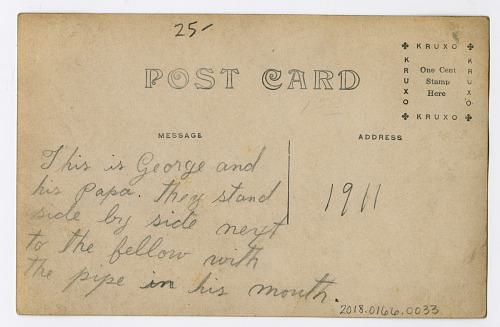 25-
POST CARD
KRUXO
KRUXO
One Cent
Stamp
Here
KRUXO
KRUXO
MESSAGE
ADDRESS
This is George and
his Papa. they stand
side by side next
to the fellow with
the pipe in his mouth.
1911
2018.0166.0033